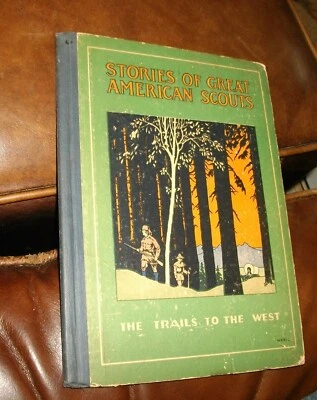 STORIES OF GREAT
AMERICAN SCOUTS
THE TRAILS TO THE WEST